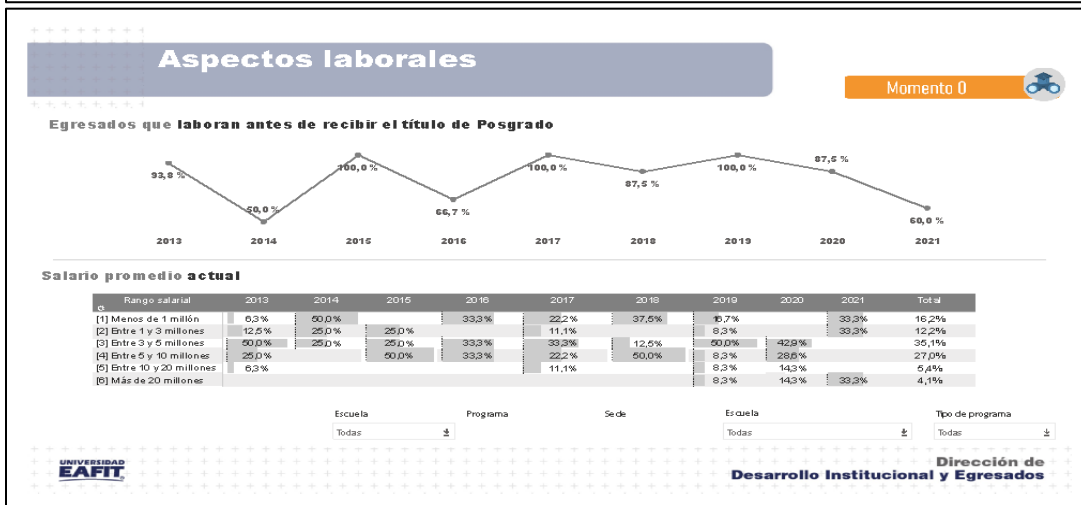 Aspectos laborales
Momento 0
Egresados que laboran antes de recibir el título de Posgrado
93,8 %
50,0 %
100,0 %
66,7 %
100,0 %
87,5 %
100,0 %
87,5 %
60,0 %
2013 2014 2015 2016 2017 2018 2019 2020 2021
Salario promedio actual
Rango salarial 2013 2014 2015 2016 2017 2018 2019 2020 2021 Total
[1] Menos de 1 millón 6,3% 50,0% 33,3% 22,2% 37,5% 16,7% 33,3% 16,2%
[2] Entre 1 y 3 millones 12,5% 25,0% 25,0% 11,1% 8,3% 33,3% 12,2%
[3] Entre 3 y 5 millones 50,0% 25,0% 25,0% 33,3% 33,3% 12,5% 50,0% 42,9% 35,1%
[4] Entre 5 y 10 millones 25,0% 50,0% 33,3% 22,2% 50,0% 8,3% 28,6% 27,0%
[5] Entre 10 y 20 millones 6,3% 11,1% 8,3% 14,3% 5,4%
[6] Más de 20 millones 8,3% 14,3% 33,3% 4,1%
Escuela Programa Sede Escuela Tipo de programa
Todas Todas Todas
UNIVERSIDAD
EAFIT
Dirección de
Desarrollo Institucional y Egresados